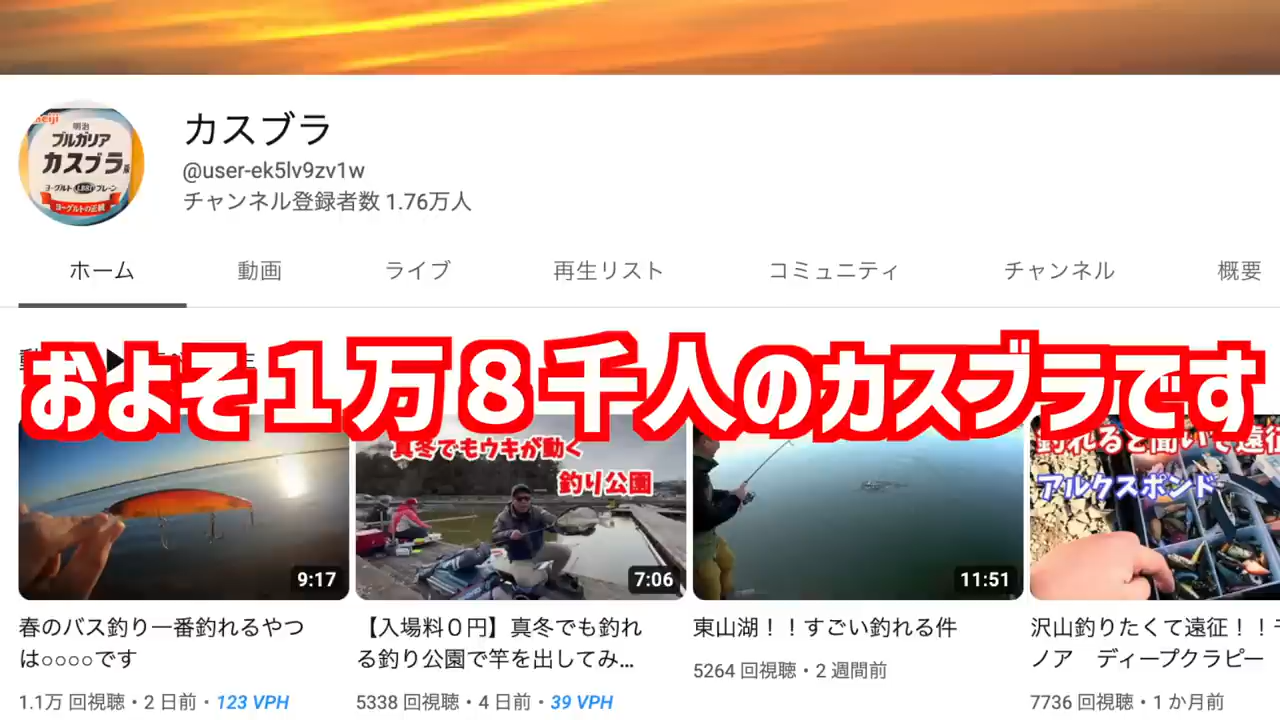 meiji
明治
ブルガリア
カスブラ
ヨーグルト LB81 プレーン
ヨーグルトの正統
カスブラ
@user-ek5lv9zv1w
チャンネル登録者数 1.76万人
ホーム 動画 ライブ 再生リスト コミュニティ チャンネル 概要
およそ１万８千人のカスブラです
真冬でもウキが動く
釣り公園
釣れると聞いて遠征
アルクスポンド
9:17
7:06
11:51
春のバス釣り一番釣れるやつ
は○○○○です
1.1万 回視聴・2 日前・123 VPH
【入場料０円】真冬でも釣れ
る釣り公園で竿を出してみ...
5338 回視聴・4 日前・39 VPH
東山湖！！すごい釣れる件
5264 回視聴・2 週間前
沢山釣りたくて遠征！！
ノア　ディープクラピー
7736 回視聴・1 か月前